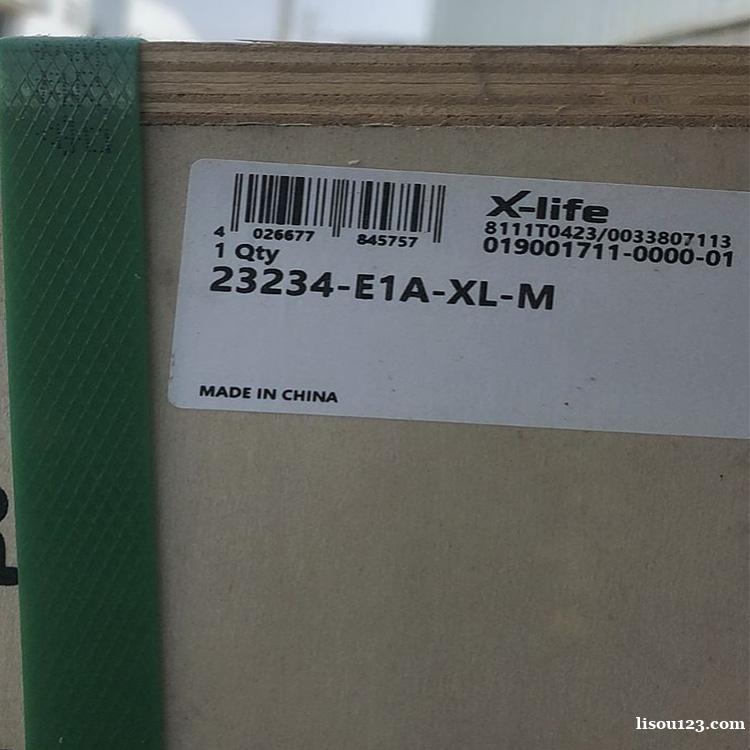 X-life
8111T0423/0033807113
019001711-0000-01
4 026677 845757
1 Qty
23234-E1A-XL-M
MADE IN CHINA
lisou123.com